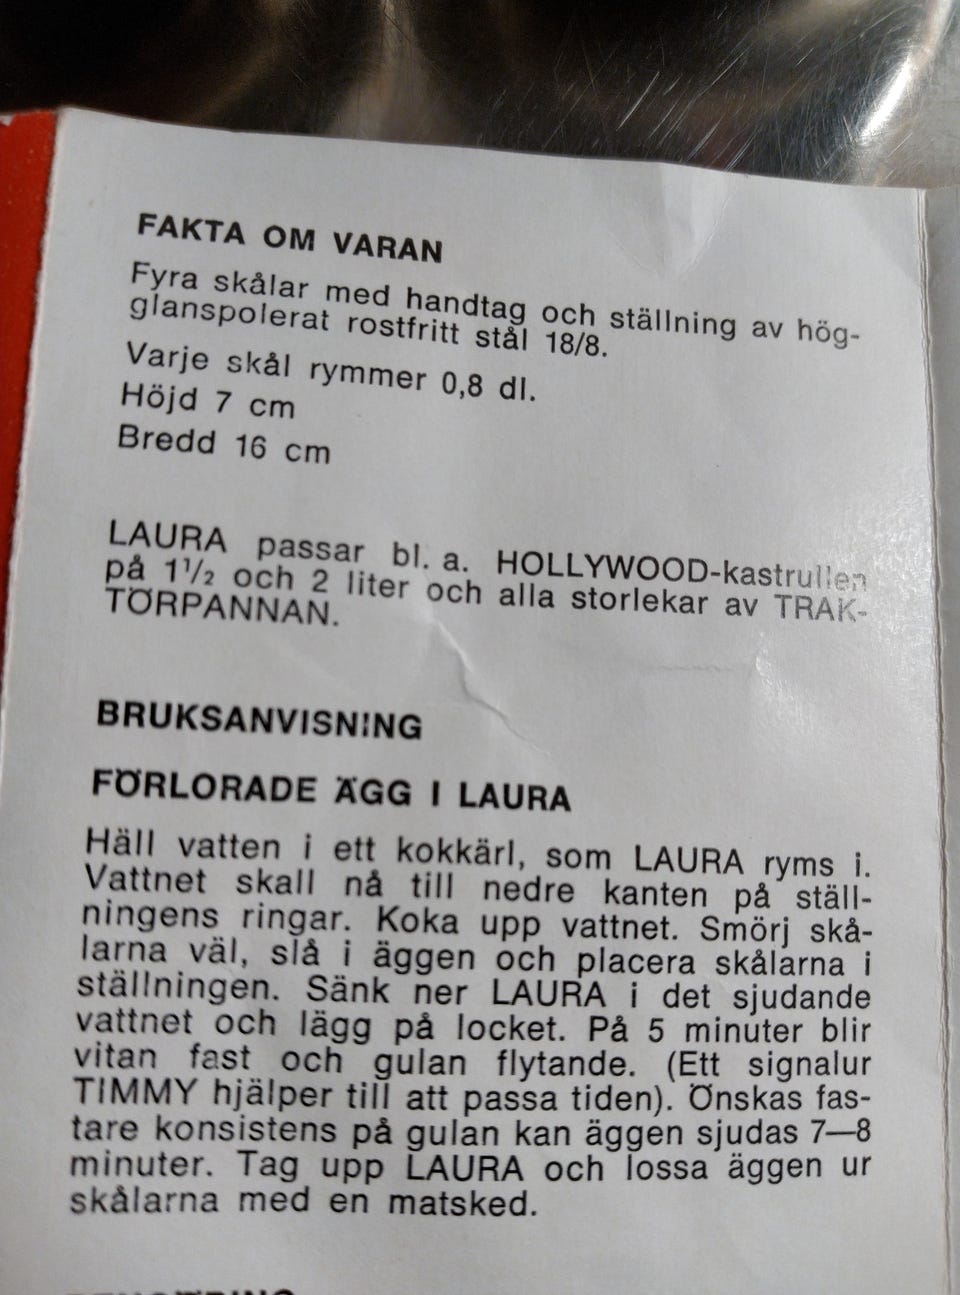 FAKTA OM VARAN
Fyra skålar med handtag och ställning av hög-
glanspolerat rostfritt stål 18/8.
Varje skål rymmer 0,8 dl.
Höjd 7 cm
Bredd 16 cm
LAURA passar bl. a. HOLLYWOOD-kastrullen
på 1½ och 2 liter och alla storlekar av TRAK-
TÖRPANNAN.
BRUKSANVISNING
FÖRLORADE ÄGG I LAURA
Häll vatten i ett kokkärl, som LAURA ryms i.
Vattnet skall nå till nedre kanten på ställ-
ningens ringar. Koka upp vattnet. Smörj skå-
larna väl, slå i äggen och placera skålarna i
ställningen. Sänk ner LAURA i det sjudande
vattnet och lägg på locket. På 5 minuter blir
vitan fast och gulan flytande. (Ett signalur
TIMMY hjälper till att passa tiden). Önskas fas-
tare konsistens på gulan kan äggen sjudas 7—8
minuter. Tag upp LAURA och lossa äggen ur
skålarna med en matsked.